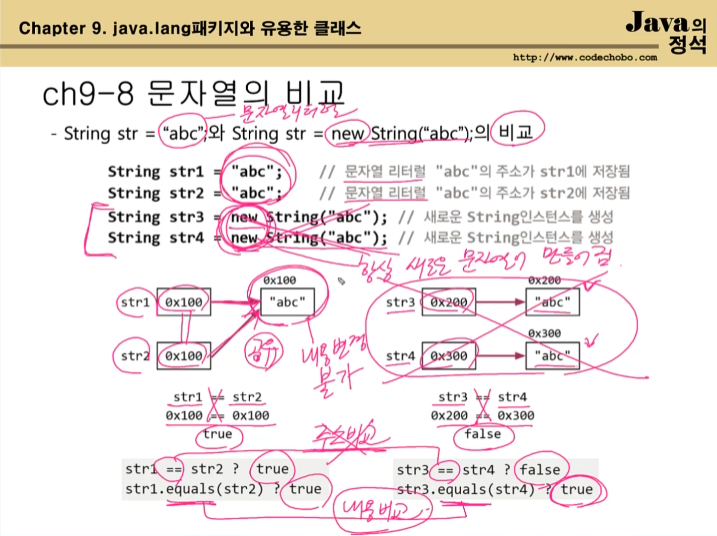 Chapter 9. java.lang패키지와 유용한 클래스
Java의 정석
http://www.codechobo.com
ch9-8 문자열의 비교
문자열리터럴
- String str = “abc”;와 String str = new String(“abc”);의 비교
String str1 = "abc"; // 문자열 리터럴 "abc"의 주소가 str1에 저장됨
String str2 = "abc"; // 문자열 리터럴 "abc"의 주소가 str2에 저장됨
String str3 = new String("abc"); // 새로운 String인스턴스를 생성
String str4 = new String("abc"); // 새로운 String인스턴스를 생성
항상 새로운 문자열이 만들어짐.
0x100
0x200
str1 0x100 "abc"
str3 0x200 "abc"
0x300
str2 0x100
공유
내용변경
불가
str4 0x300 "abc"
str1 == str2
0x100 == 0x100
true
str3 == str4
0x200 == 0x300
false
주소비교
str1 == str2 ? true
str1.equals(str2) ? true
str3 == str4 ? false
str3.equals(str4) ? true
내용비교